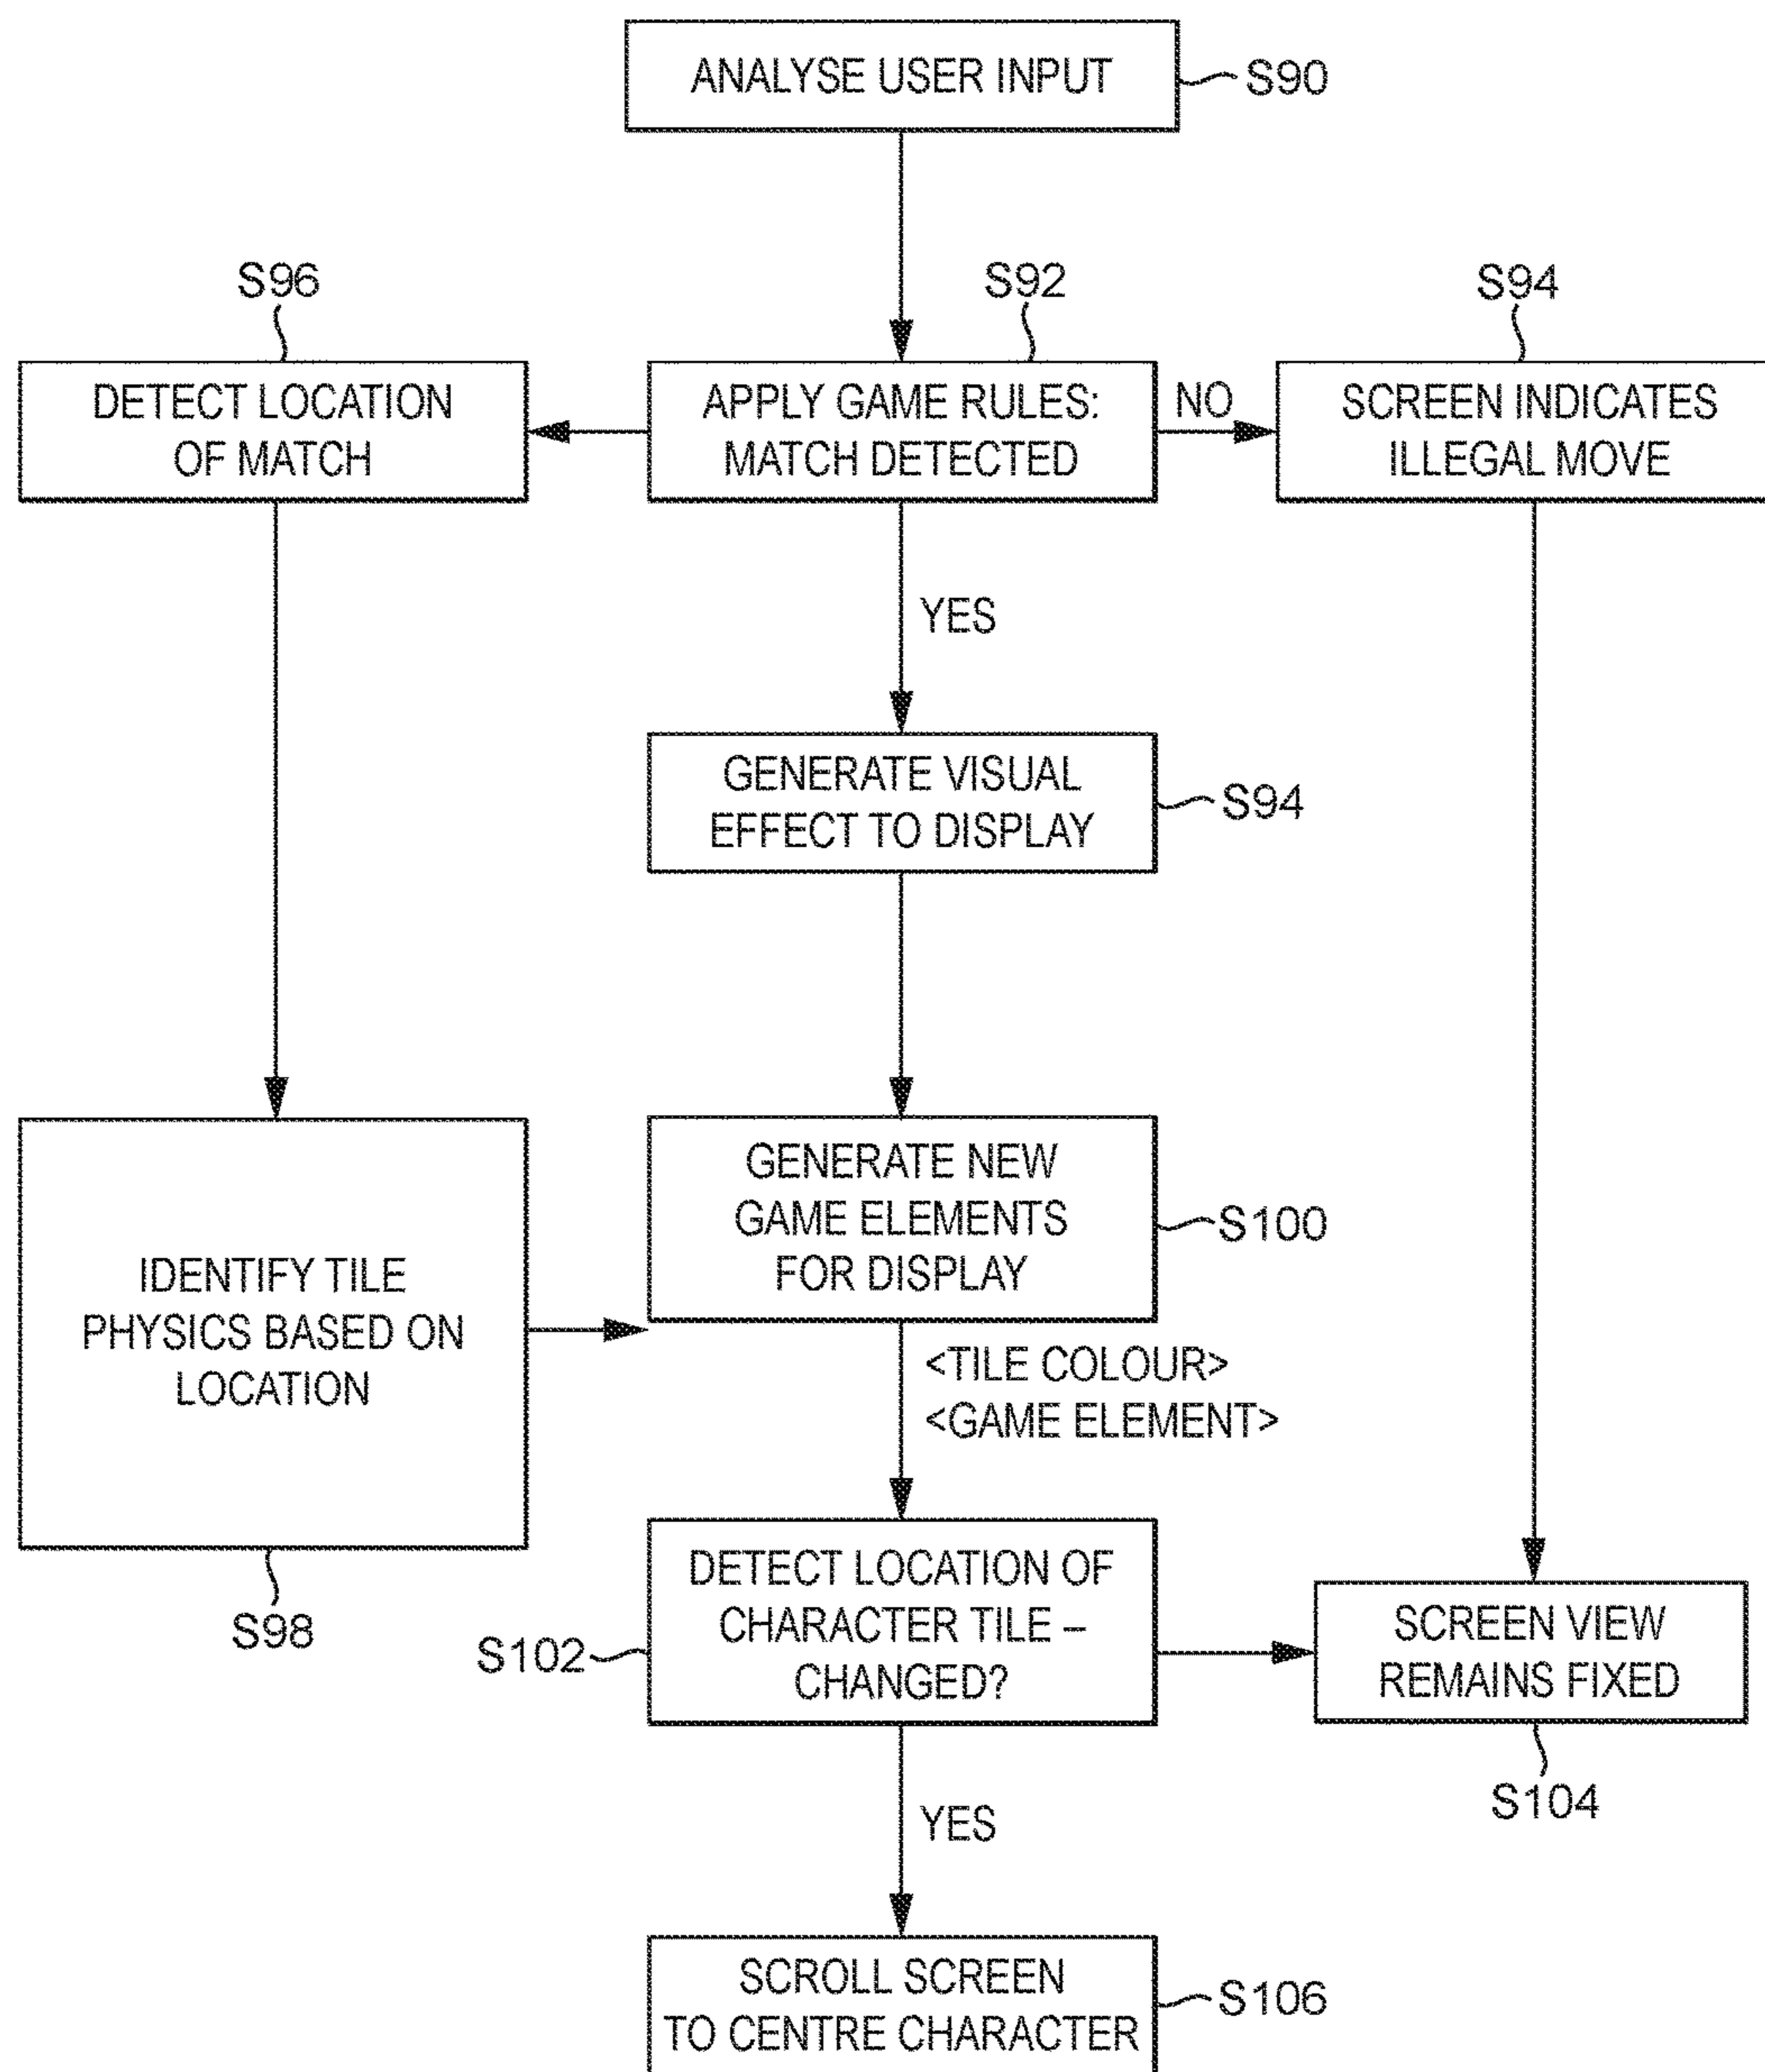 ANALYSE USER INPUT
S90
S96
S92
S94
DETECT LOCATION
OF MATCH
APPLY GAME RULES:
MATCH DETECTED
NO
SCREEN INDICATES
ILLEGAL MOVE
YES
GENERATE VISUAL
EFFECT TO DISPLAY
S94
GENERATE NEW
GAME ELEMENTS
FOR DISPLAY
S100
IDENTIFY TILE
PHYSICS BASED ON
LOCATION
S98
<TILE COLOUR>
<GAME ELEMENT>
DETECT LOCATION OF
CHARACTER TILE –
CHANGED?
S102
SCREEN VIEW
REMAINS FIXED
S104
YES
SCROLL SCREEN
TO CENTRE CHARACTER
S106